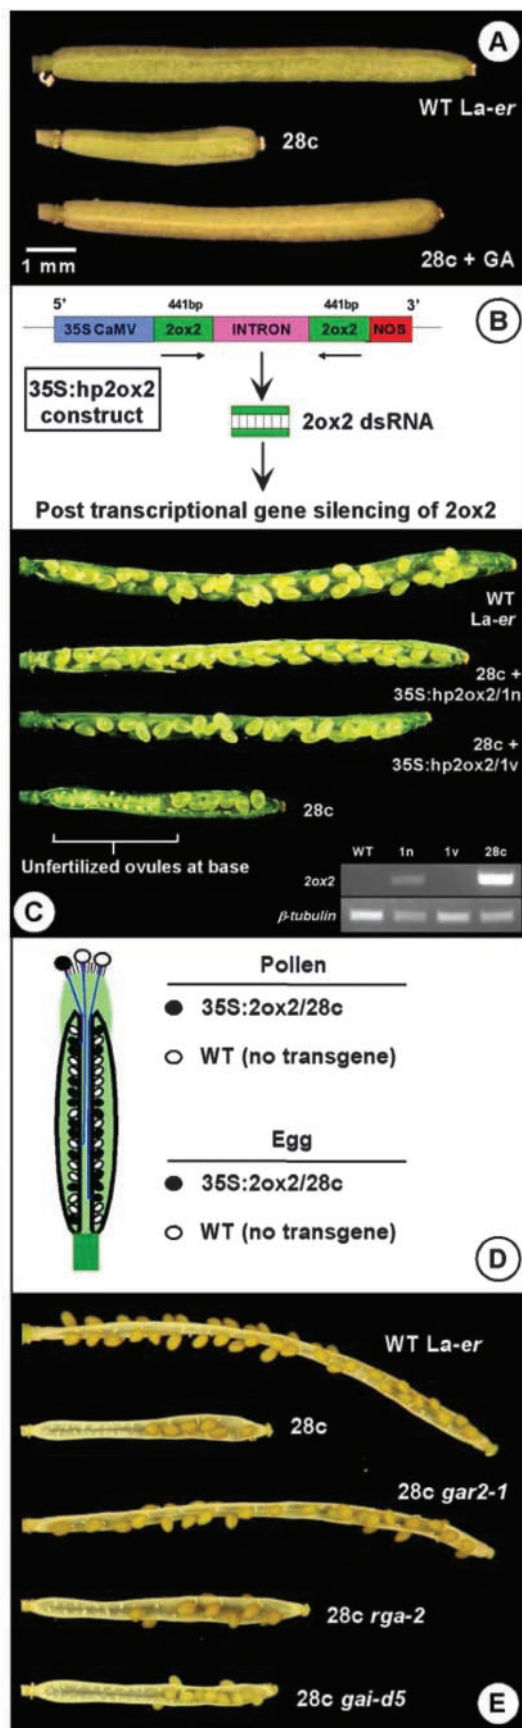 A
WT La-er
28c
1 mm
28c + GA
5'
441bp
441bp
3'
B
35S CaMV
2ox2
INTRON
2ox2
NOS
35S:hp2ox2
construct
2ox2 dsRNA
Post transcriptional gene silencing of 2ox2
WT
La-er
28c +
35S:hp2ox2/1n
28c +
35S:hp2ox2/1v
28c
Unfertilized ovules at base
WT 1n 1v 28c
2ox2
β-tubulin
C
Pollen
35S:2ox2/28c
WT (no transgene)
Egg
35S:2ox2/28c
WT (no transgene)
D
WT La-er
28c
28c gar2-1
28c rga-2
28c gai-d5
E